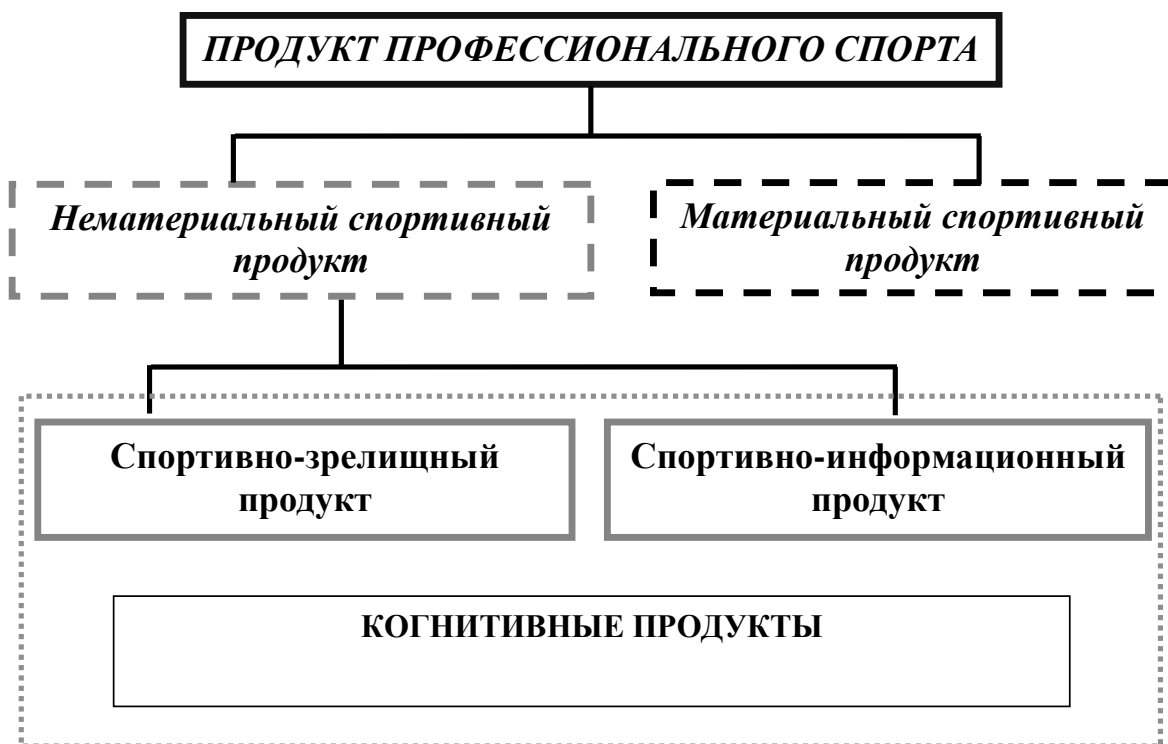 ПРОДУКТ ПРОФЕССИОНАЛЬНОГО СПОРТА
Нематериальный спортивный
продукт
Материальный спортивный
продукт
Спортивно-зрелищный
продукт
Спортивно-информационный
продукт
КОГНИТИВНЫЕ ПРОДУКТЫ